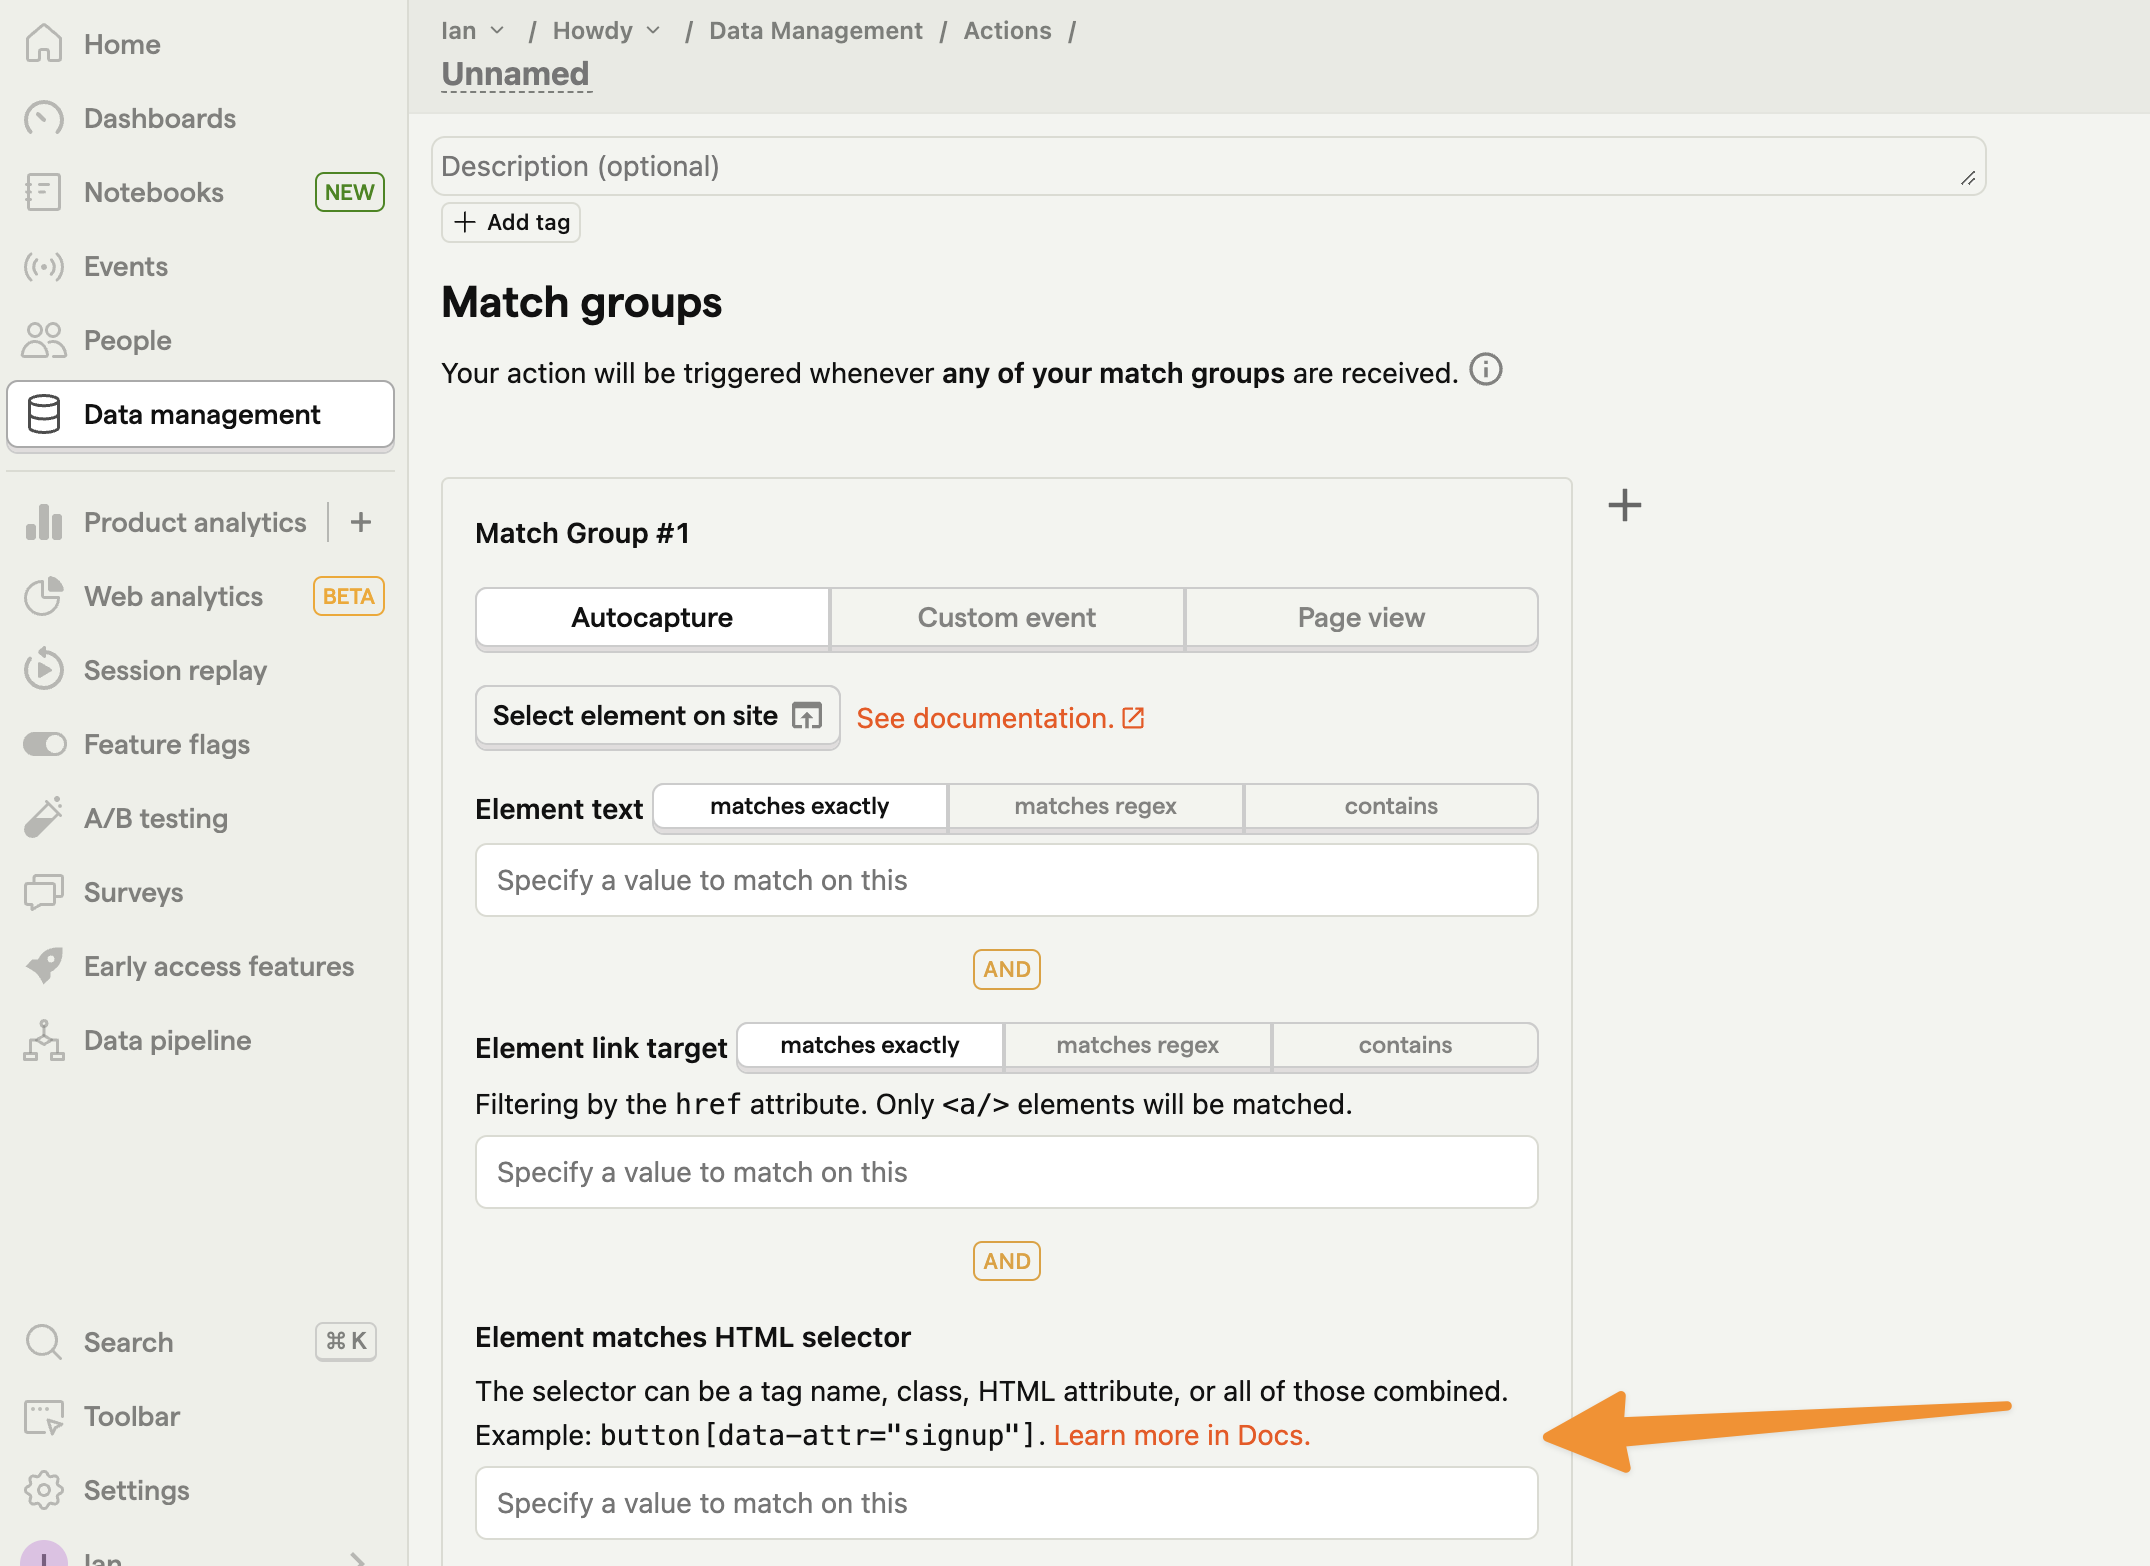 Home
Dashboards
Notebooks NEW
Events
People
Data management
Product analytics +
Web analytics BETA
Session replay
Feature flags
A/B testing
Surveys
Early access features
Data pipeline
Search ⌘ K
Toolbar
Settings
Ian
Ian / Howdy / Data Management / Actions /
Unnamed
Description (optional)
+ Add tag
Match groups
Your action will be triggered whenever any of your match groups are received.
Match Group #1
Autocapture Custom event Page view
Select element on site See documentation.
Element text matches exactly matches regex contains
Specify a value to match on this
AND
Element link target matches exactly matches regex contains
Filtering by the href attribute. Only <a/> elements will be matched.
Specify a value to match on this
AND
Element matches HTML selector
The selector can be a tag name, class, HTML attribute, or all of those combined.
Example: button[data-attr="signup"]. Learn more in Docs.
Specify a value to match on this